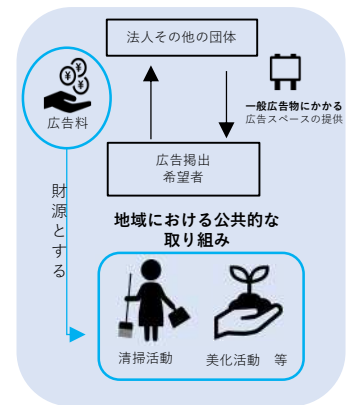 法人その他の団体
広告料
一般広告物にかかる
広告スペースの提供
広告掲出
希望者
財源とする
地域における公共的な
取り組み
清掃活動
美化活動　等